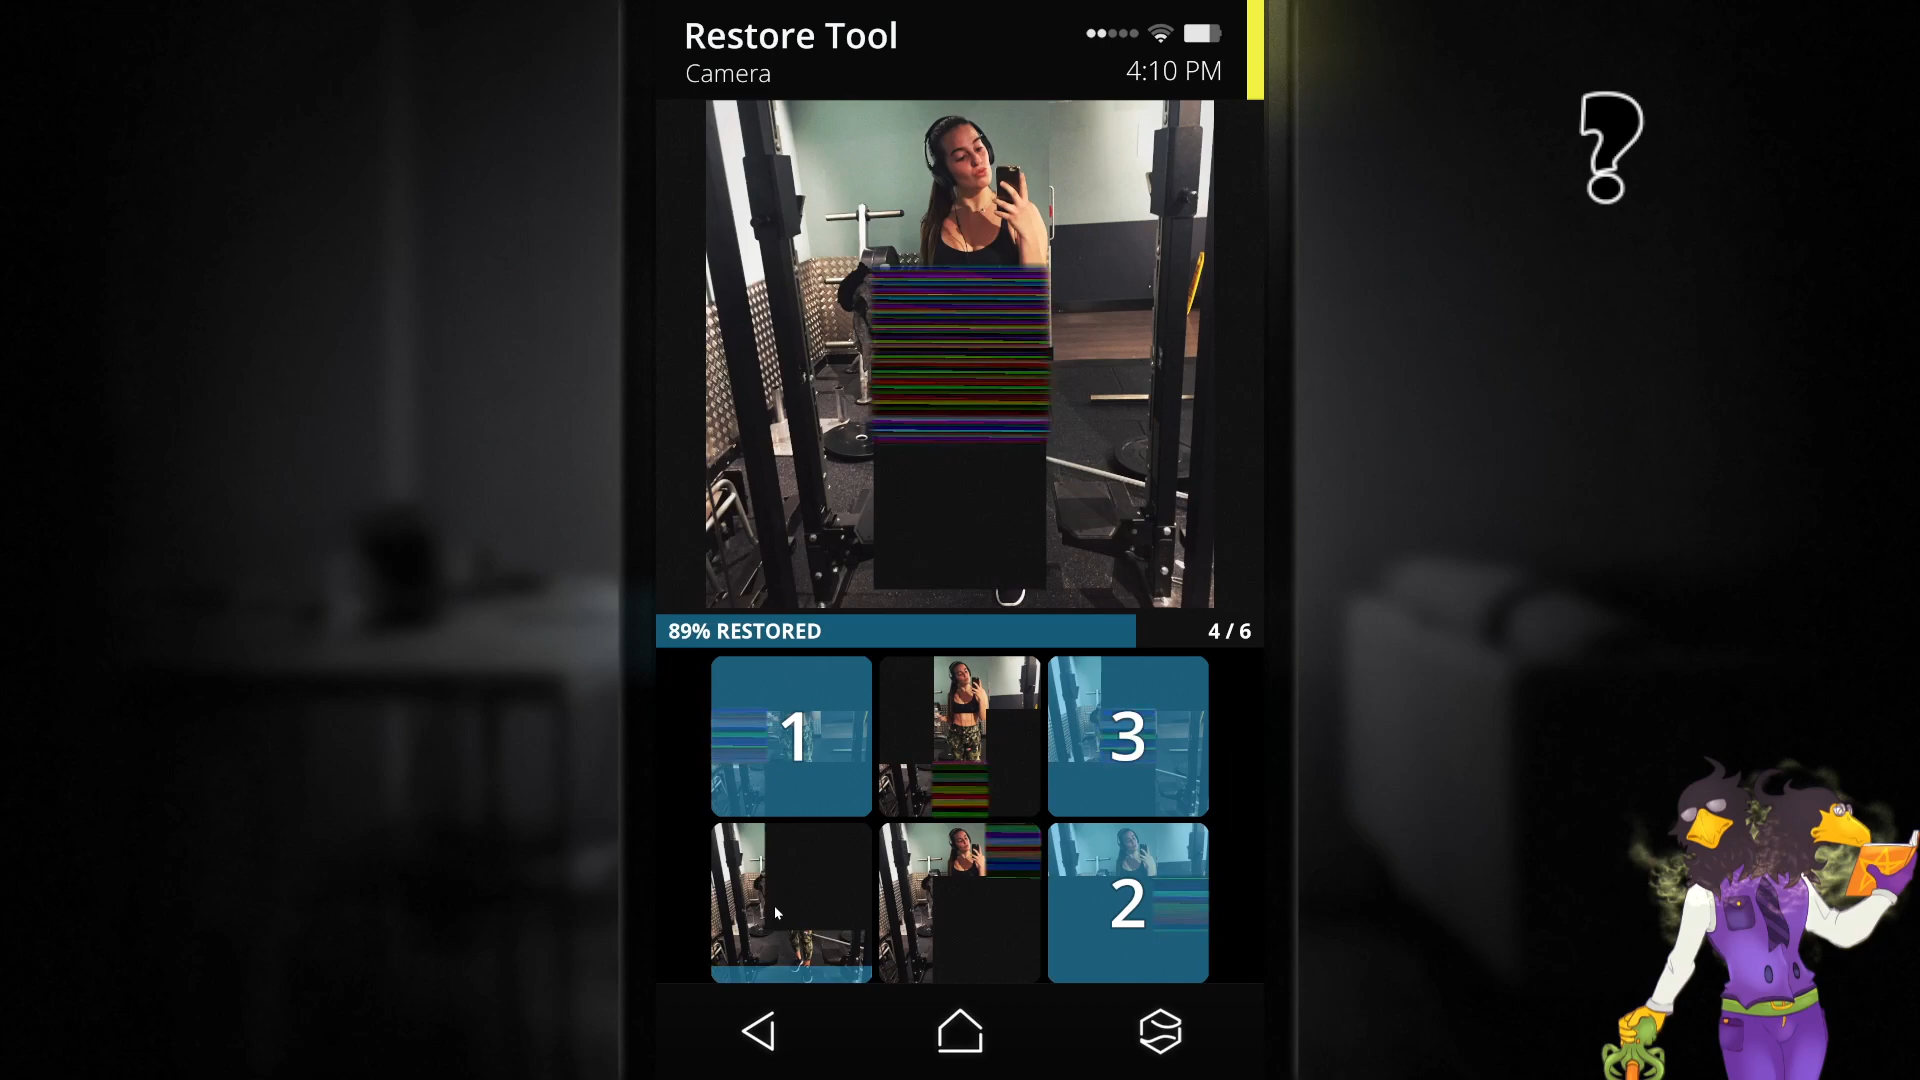 Restore Tool
Camera
4:10 PM
89% RESTORED
4 / 6
1
3
2